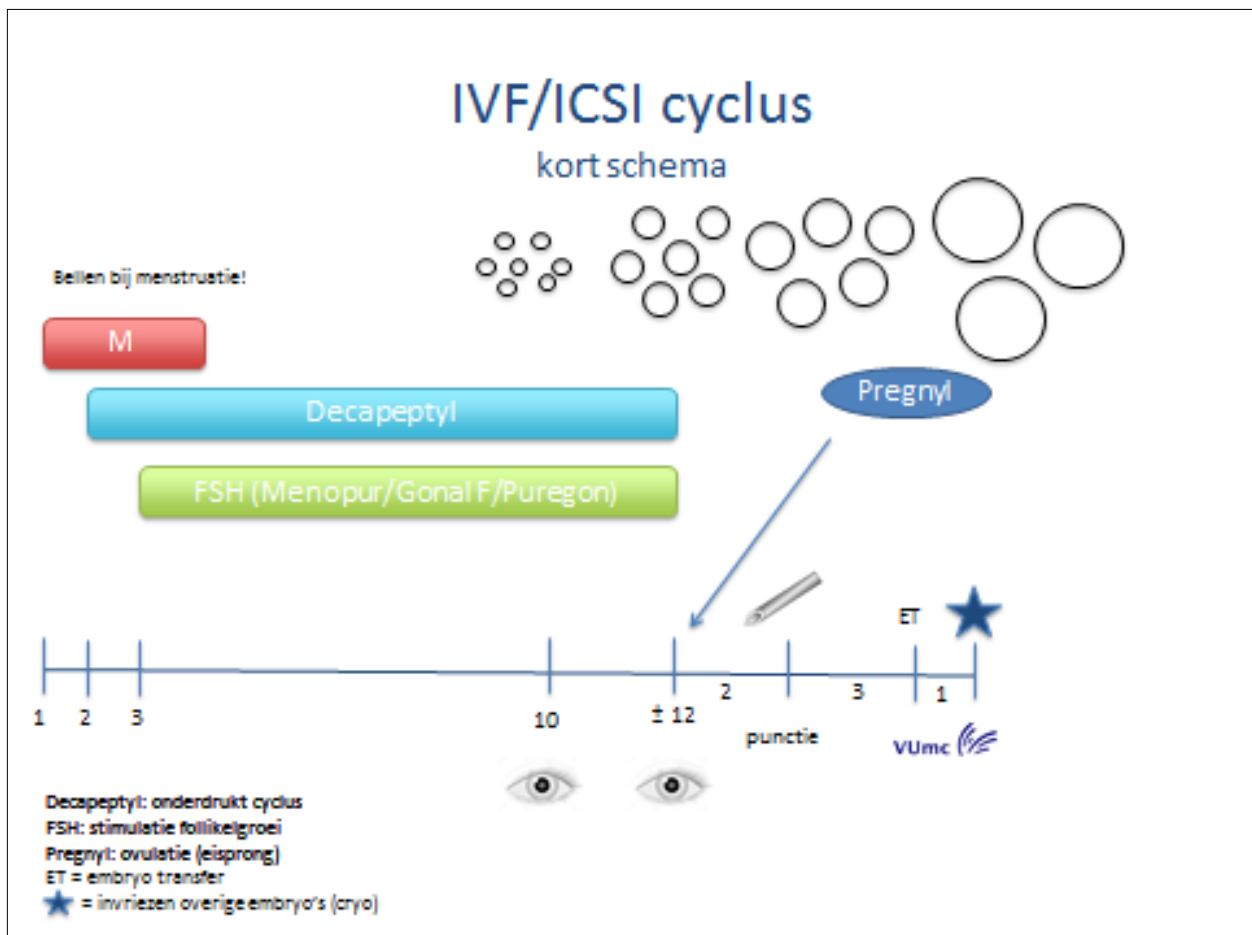 IVF/ICSI cyclus
kort schema
Bellen bij menstruatie!
M
Decapeptyl
Pregnyl
FSH (Menopur/Gonal F/Puregon)
ET
1 2 3 10 ± 12 2 3 1
punctie
VUmc
Decapeptyl: onderdrukt cyclus
FSH: stimulatie follikelgroei
Pregnyl: ovulatie (eisprong)
ET = embryo transfer
= invriezen overige embryo's (cryo)